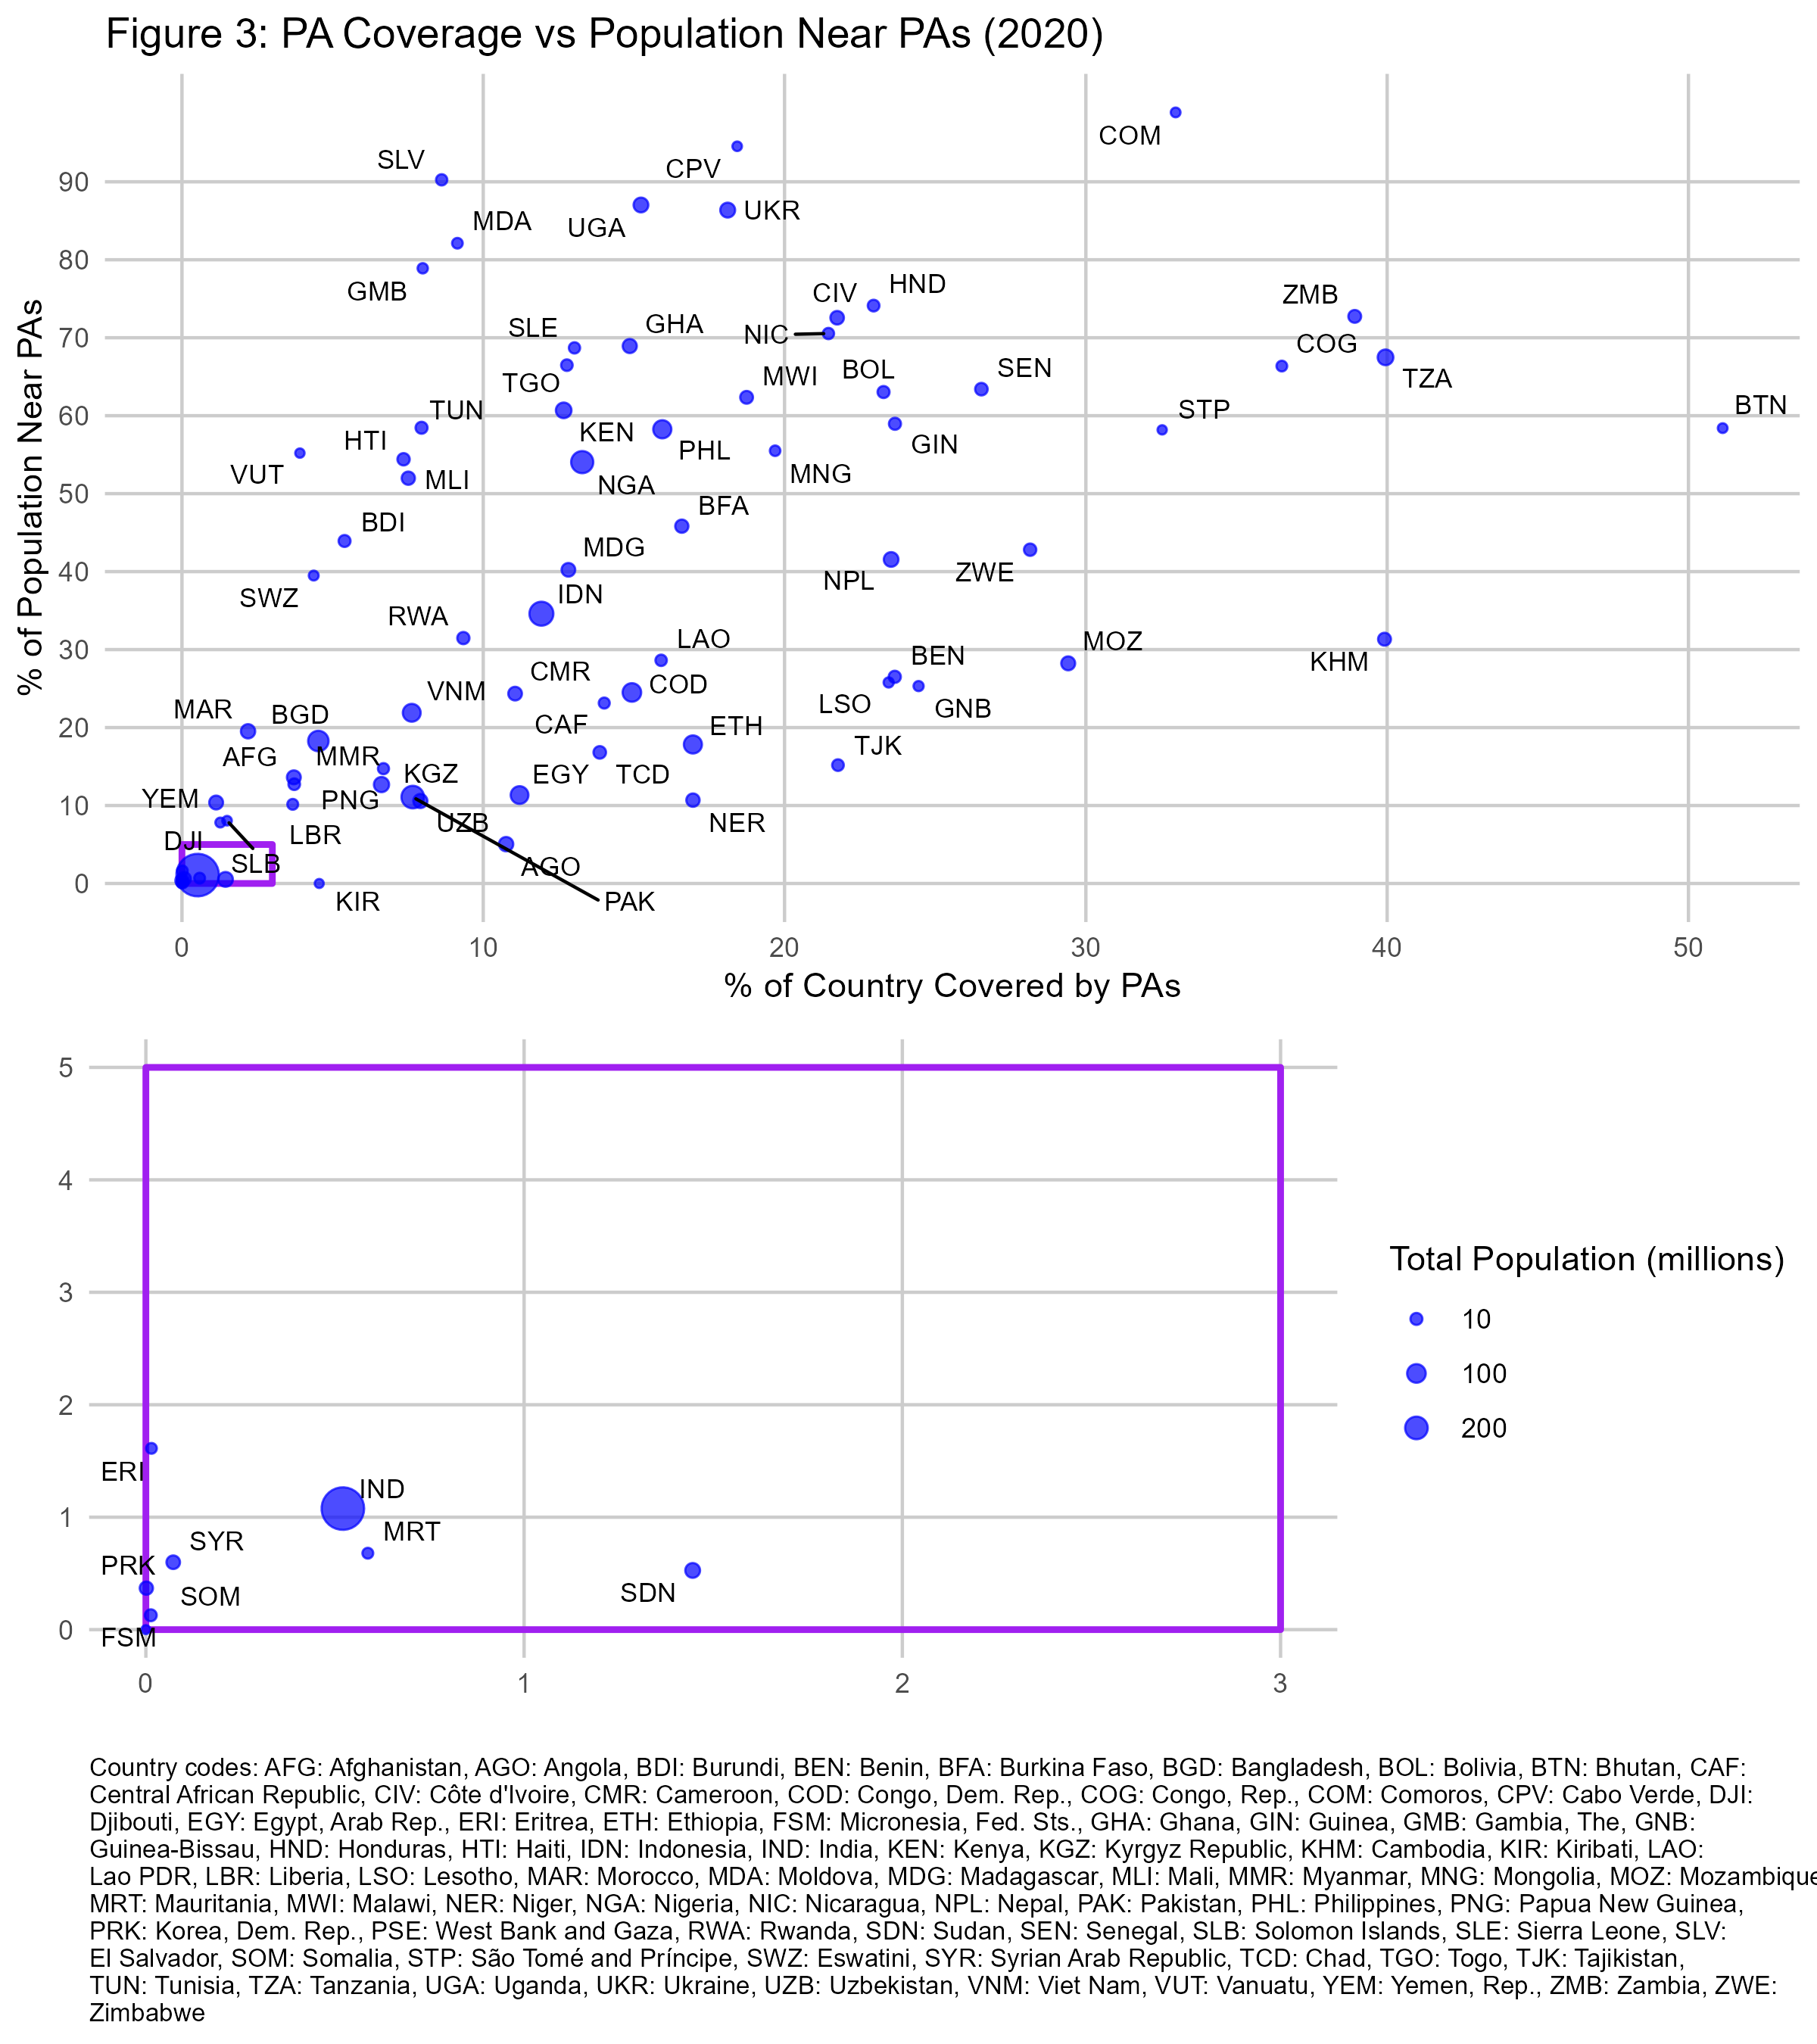 Figure 3: PA Coverage vs Population Near PAs (2020)
% of Population Near PAs
90
80
70
60
50
40
30
20
10
0
COM
CPV
SLV
UGA
UKR
MDA
GMB
HND
CIV
NIC
ZMB
COG
TZA
SLE
GHA
TGO
MWI
BOL
SEN
STP
BTN
TUN
HTI
KEN
PHL
GIN
VUT
MLI
NGA
MNG
BFA
BDI
MDG
NPL
ZWE
SWZ
IDN
RWA
LAO
MOZ
KHM
BEN
CMR
COD
VNM
LSO
GNB
CAF
MAR
BGD
ETH
AFG
MMR
TJK
KGZ
EGY
TCD
YEM
PNG
UZB
NER
DJI
LBR
SLB
AGO
KIR
PAK
0
10
20
30
40
50
% of Country Covered by PAs
5
4
3
2
1
0
ERI
IND
MRT
SYR
PRK
SOM
SDN
FSM
0
1
2
3
Total Population (millions)
10
100
200
Country codes: AFG: Afghanistan, AGO: Angola, BDI: Burundi, BEN: Benin, BFA: Burkina Faso, BGD: Bangladesh, BOL: Bolivia, BTN: Bhutan, CAF:
Central African Republic, CIV: Côte d'Ivoire, CMR: Cameroon, COD: Congo, Dem. Rep., COG: Congo, Rep., COM: Comoros, CPV: Cabo Verde, DJI:
Djibouti, EGY: Egypt, Arab Rep., ERI: Eritrea, ETH: Ethiopia, FSM: Micronesia, Fed. Sts., GHA: Ghana, GIN: Guinea, GMB: Gambia, The, GNB:
Guinea-Bissau, HND: Honduras, HTI: Haiti, IDN: Indonesia, IND: India, KEN: Kenya, KGZ: Kyrgyz Republic, KHM: Cambodia, KIR: Kiribati, LAO:
Lao PDR, LBR: Liberia, LSO: Lesotho, MAR: Morocco, MDA: Moldova, MDG: Madagascar, MLI: Mali, MMR: Myanmar, MNG: Mongolia, MOZ: Mozambique
MRT: Mauritania, MWI: Malawi, NER: Niger, NGA: Nigeria, NIC: Nicaragua, NPL: Nepal, PAK: Pakistan, PHL: Philippines, PNG: Papua New Guinea,
PRK: Korea, Dem. Rep., PSE: West Bank and Gaza, RWA: Rwanda, SDN: Sudan, SEN: Senegal, SLB: Solomon Islands, SLE: Sierra Leone, SLV:
El Salvador, SOM: Somalia, STP: São Tomé and Príncipe, SWZ: Eswatini, SYR: Syrian Arab Republic, TCD: Chad, TGO: Togo, TJK: Tajikistan,
TUN: Tunisia, TZA: Tanzania, UGA: Uganda, UKR: Ukraine, UZB: Uzbekistan, VNM: Viet Nam, VUT: Vanuatu, YEM: Yemen, Rep., ZMB: Zambia, ZWE:
Zimbabwe